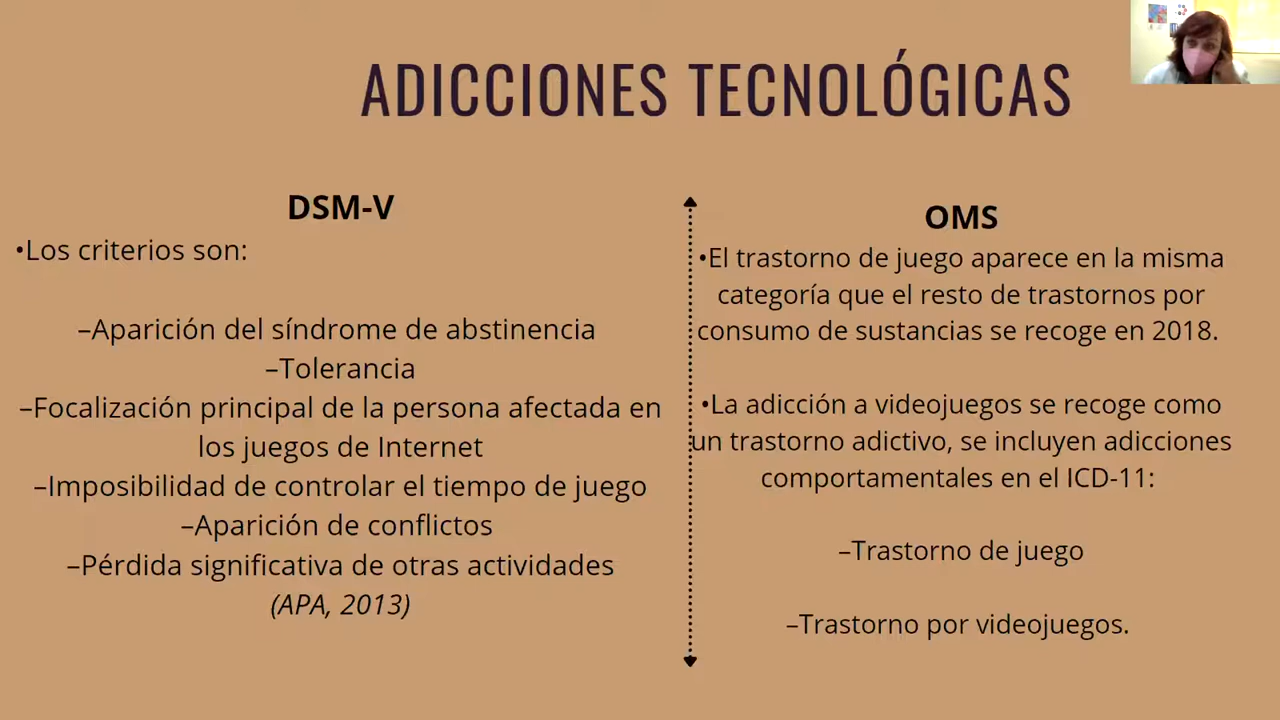 ADICCIONES TECNOLÓGICAS
DSM-V
•Los criterios son:
–Aparición del síndrome de abstinencia
–Tolerancia
–Focalización principal de la persona afectada en
los juegos de Internet
–Imposibilidad de controlar el tiempo de juego
–Aparición de conflictos
–Pérdida significativa de otras actividades
(APA, 2013)
OMS
•El trastorno de juego aparece en la misma
categoría que el resto de trastornos por
consumo de sustancias se recoge en 2018.
•La adicción a videojuegos se recoge como
un trastorno adictivo, se incluyen adicciones
comportamentales en el ICD-11:
–Trastorno de juego
–Trastorno por videojuegos.